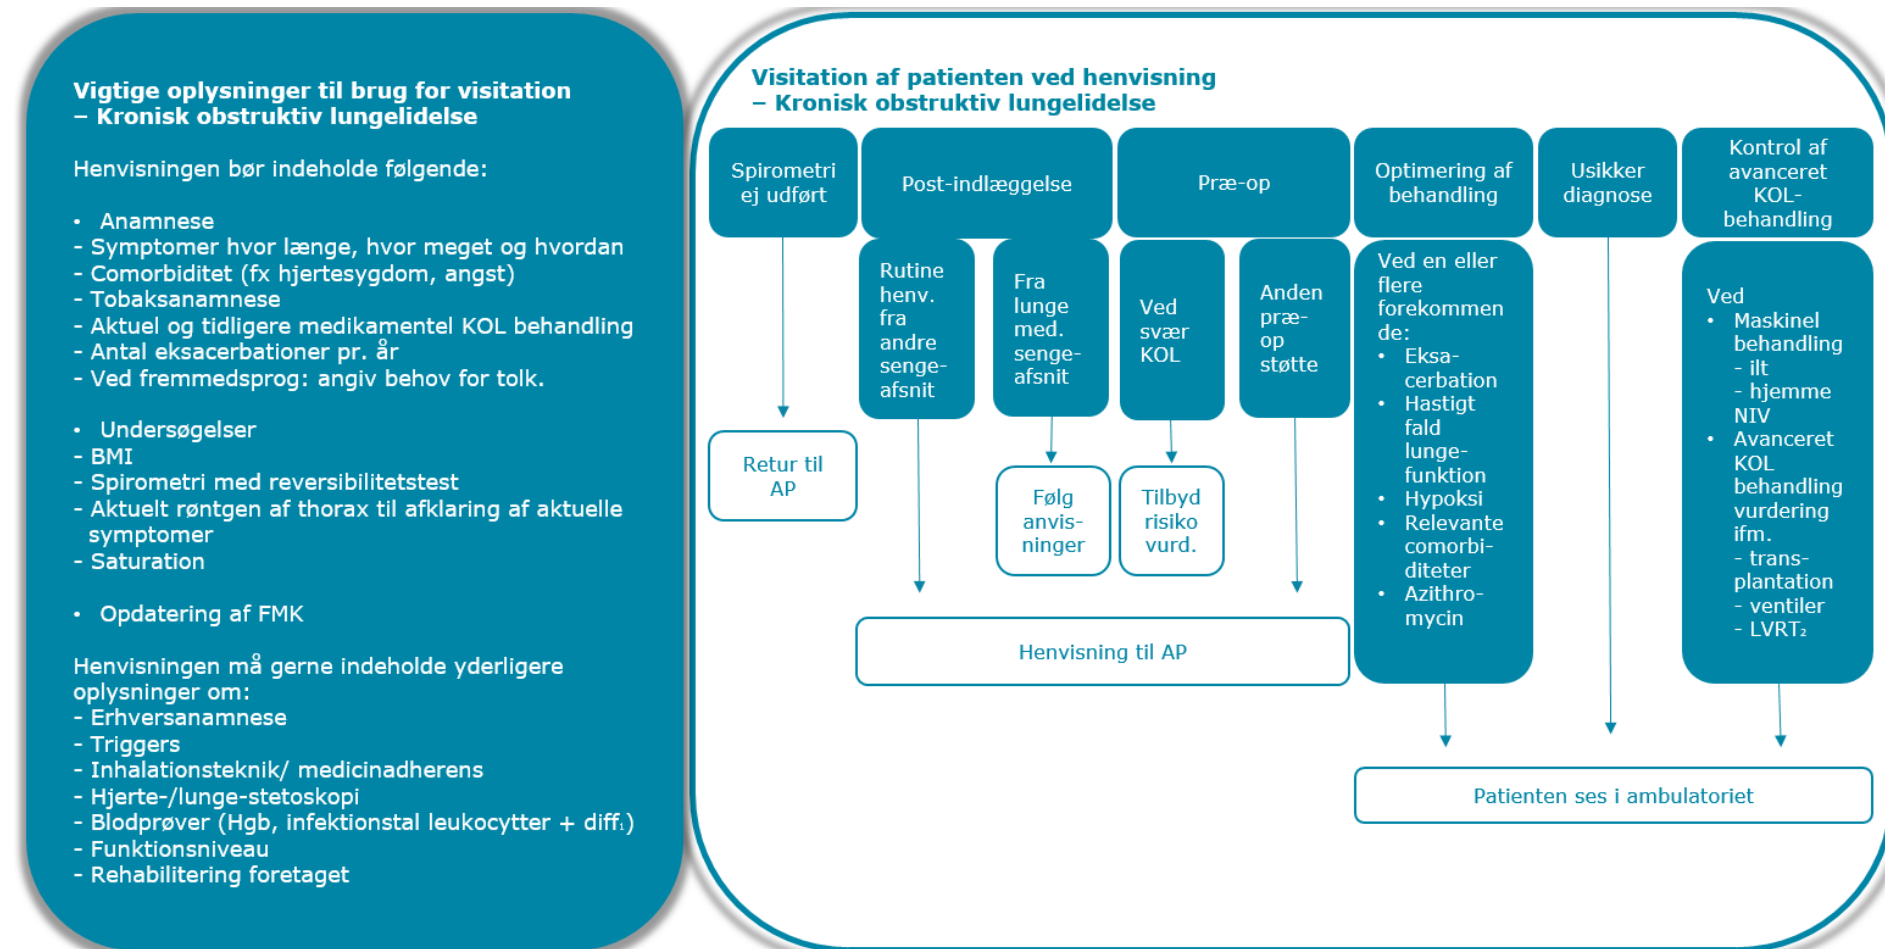 Vigtige oplysninger til brug for visitation
– Kronisk obstruktiv lungelidelse
Henvisningen bør indeholde følgende:
• Anamnese
- Symptomer hvor længe, hvor meget og hvordan
- Comorbiditet (fx hjertesygdom, angst)
- Tobaksanamnese
- Aktuel og tidligere medikamentel KOL behandling
- Antal eksacerbationer pr. år
- Ved fremmedsprog: angiv behov for tolk.
• Undersøgelser
- BMI
- Spirometri med reversibilitetstest
- Aktuelt røntgen af thorax til afklaring af aktuelle
symptomer
- Saturation
• Opdatering af FMK
Henvisningen må gerne indeholde yderligere
oplysninger om:
- Erhversanamnese
- Triggers
- Inhalationsteknik/ medicinadherens
- Hjerte-/lunge-stetoskopi
- Blodprøver (Hgb, infektionstal leukocytter + diff₁)
- Funktionsniveau
- Rehabilitering foretaget
Visitation af patienten ved henvisning
– Kronisk obstruktiv lungelidelse
Spirometri
ej udført
Retur til
AP
Post-indlæggelse
Rutine
henv.
fra
andre
senge-
afsnit
Fra
lunge
med.
senge-
afsnit
Følg
anvis-
ninger
Præ-op
Ved
svær
KOL
Tilbyd
risiko
vurd.
Anden
præ-
op
støtte
Henvisning til AP
Optimering af
behandling
Ved en eller
flere
forekommen
de:
• Eksa-
cerbation
• Hastigt
fald
lunge-
funktion
• Hypoksi
• Relevante
comorbi-
diteter
• Azithro-
mycin
Usikker
diagnose
Kontrol af
avanceret
KOL-
behandling
Ved
• Maskinel
behandling
- ilt
- hjemme
NIV
• Avanceret
KOL
behandling
vurdering
ifm.
- trans-
plantation
- ventiler
- LVRT₂
Patienten ses i ambulatoriet